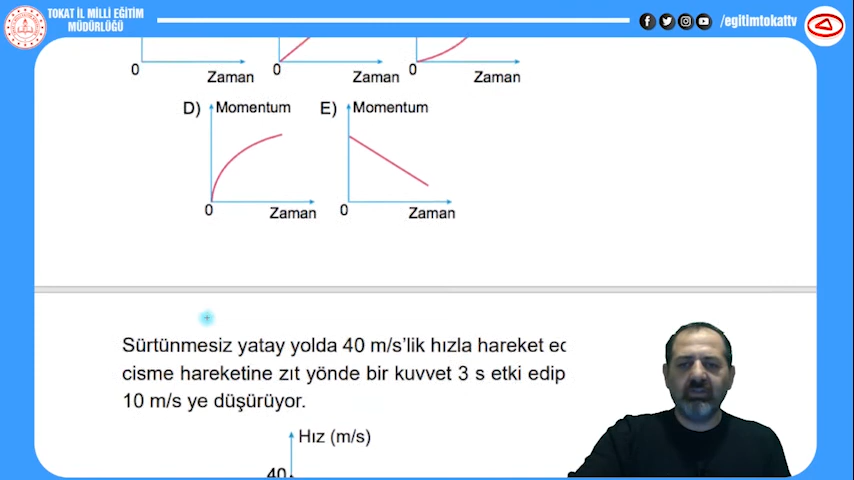 TOKAT İL MİLLİ EĞİTİM
MÜDÜRLÜĞÜ
/egitimtokattv
0
Zaman
0
Zaman
0
Zaman
D)
Momentum
E)
Momentum
0
Zaman
0
Zaman
Sürtünmesiz yatay yolda 40 m/s'lik hızla hareket ec
cisme hareketine zıt yönde bir kuvvet 3 s etki edip
10 m/s ye düşürüyor.
Hız (m/s)
40